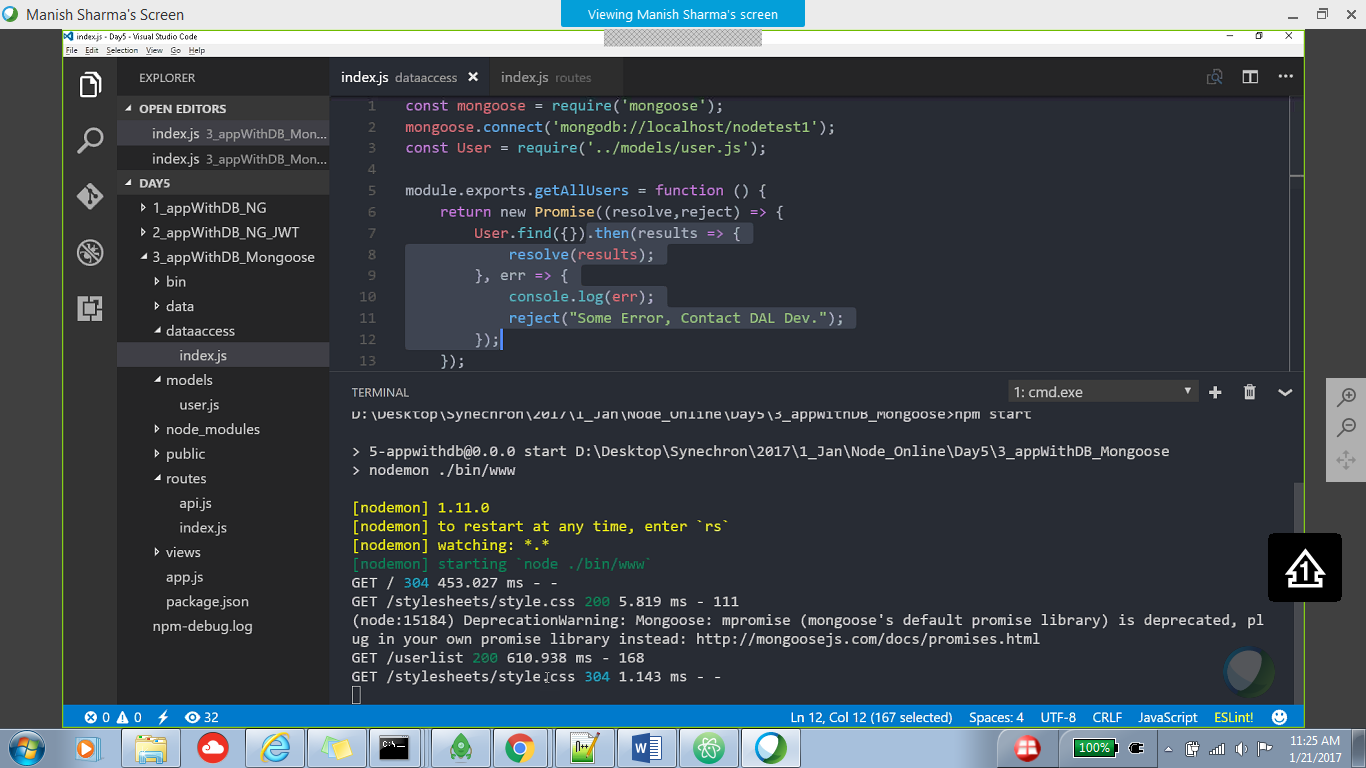 Manish Sharma's Screen
Viewing Manish Sharma's screen
index.js - Day5 - Visual Studio Code
File Edit Selection View Go Help
EXPLORER
OPEN EDITORS
index.js 3_appWithDB_Mon...
index.js 3_appWithDB_Mon...
DAY5
1_appWithDB_NG
2_appWithDB_NG_JWT
3_appWithDB_Mongoose
bin
data
dataaccess
index.js
models
user.js
node_modules
public
routes
api.js
index.js
views
app.js
package.json
npm-debug.log
index.js dataaccess
index.js routes
1 const mongoose = require('mongoose');
2 mongoose.connect('mongodb://localhost/nodetest1');
3 const User = require('../models/user.js');
4
5 module.exports.getAllUsers = function () {
6 return new Promise((resolve,reject) => {
7 User.find({}).then(results => {
8 resolve(results);
9 }, err => {
10 console.log(err);
11 reject("Some Error, Contact DAL Dev.");
12 });
13 });
TERMINAL
1: cmd.exe
D:\Desktop\Synechron\2017\1_Jan\Node_Online\Day5\3_appWithDB_Mongoose>npm start
> 5-appwithdb@0.0.0 start D:\Desktop\Synechron\2017\1_Jan\Node_Online\Day5\3_appWithDB_Mongoose
> nodemon ./bin/www
[nodemon] 1.11.0
[nodemon] to restart at any time, enter `rs`
[nodemon] watching: *.*
[nodemon] starting `node ./bin/www`
GET / 304 453.027 ms - -
GET /stylesheets/style.css 200 5.819 ms - 111
(node:15184) DeprecationWarning: Mongoose: mpromise (mongoose's default promise library) is deprecated, pl
ug in your own promise library instead: http://mongoosejs.com/docs/promises.html
GET /userlist 200 610.938 ms - 168
GET /stylesheets/style.css 304 1.143 ms - -
1
0 0 32
Ln 12, Col 12 (167 selected) Spaces: 4 UTF-8 CRLF JavaScript ESLint!
100%
11:25 AM
1/21/2017